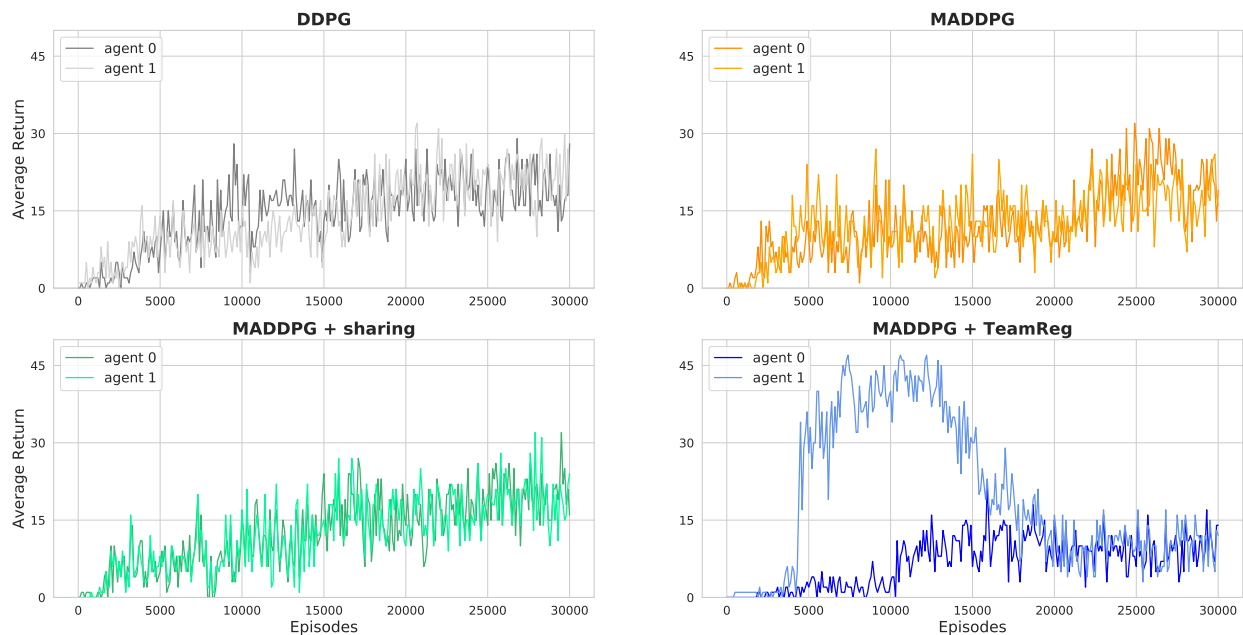 DDPG
MADDPG
45
30
15
0
Average Return
agent 0
agent 1
0
5000
10000
15000
20000
25000
30000
45
30
15
0
agent 0
agent 1
0
5000
10000
15000
20000
25000
30000
MADDPG + sharing
MADDPG + TeamReg
45
30
15
0
Average Return
agent 0
agent 1
0
5000
10000
15000
20000
25000
30000
Episodes
45
30
15
0
agent 0
agent 1
0
5000
10000
15000
20000
25000
30000
Episodes